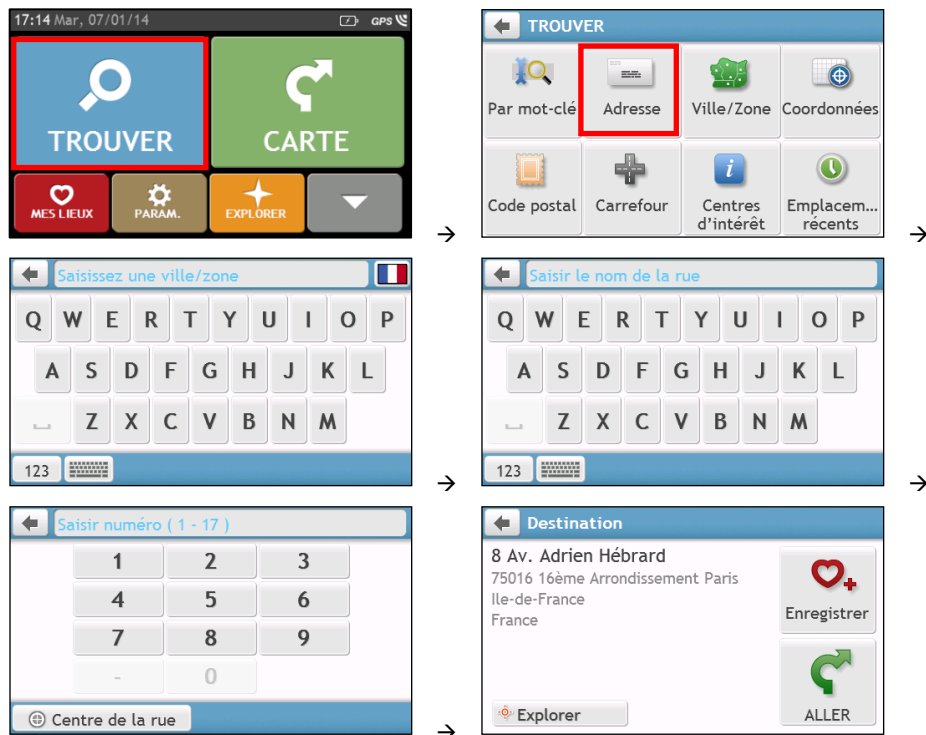 17:14 Mar, 07/01/14 GPS
TROUVER CARTE
MES LIEUX PARAM. EXPLORER
→
TROUVER
Par mot-clé Adresse Ville/Zone Coordonnées
Code postal Carrefour Centres d'intérêt Emplacem... récents
→
Saisissez une ville/zone
Q W E R T Y U I O P
A S D F G H J K L
Z X C V B N M
123
→
Saisir le nom de la rue
Q W E R T Y U I O P
A S D F G H J K L
Z X C V B N M
123
→
Saisir numéro ( 1 - 17 )
1 2 3
4 5 6
7 8 9
- 0
Centre de la rue
→
Destination
8 Av. Adrien Hébrard
75016 16ème Arrondissement Paris
Ile-de-France
France
Enregistrer
Explorer
ALLER